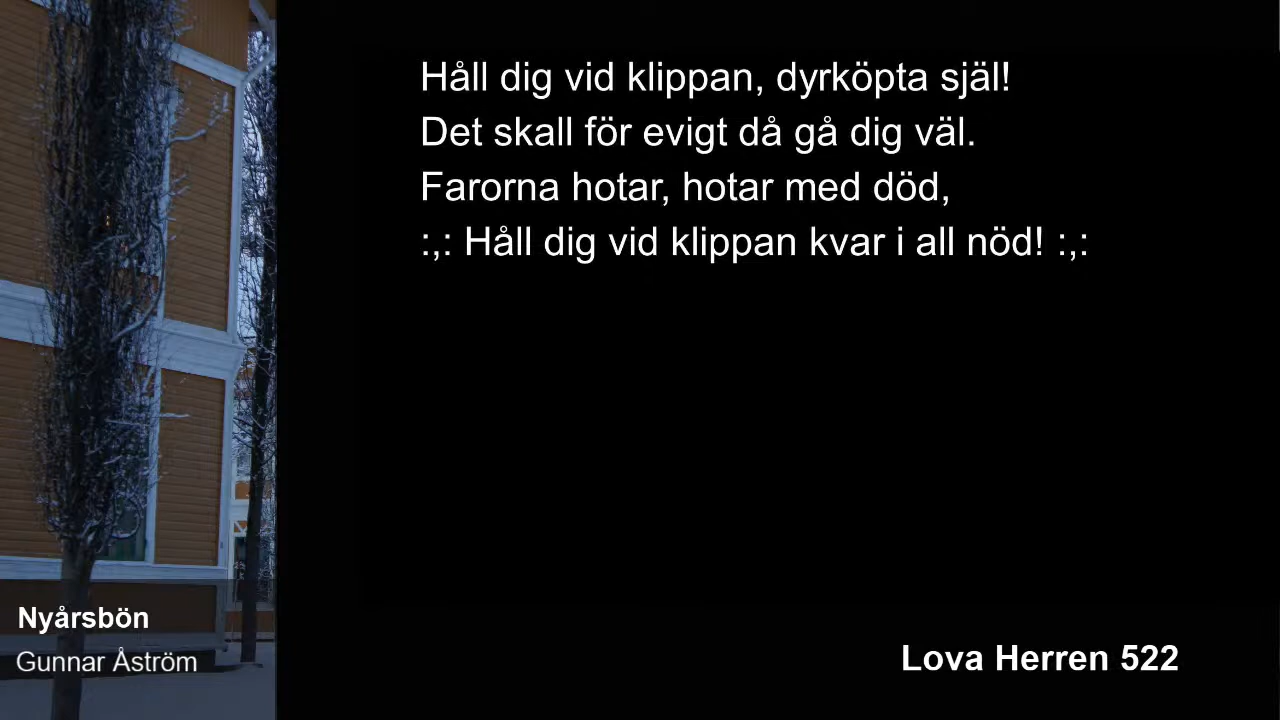 Håll dig vid klippan, dyrköpta själ!
Det skall för evigt då gå dig väl.
Farorna hotar, hotar med död,
:,: Håll dig vid klippan kvar i all nöd! :,:
Nyårsbön
Gunnar Åström
Lova Herren 522